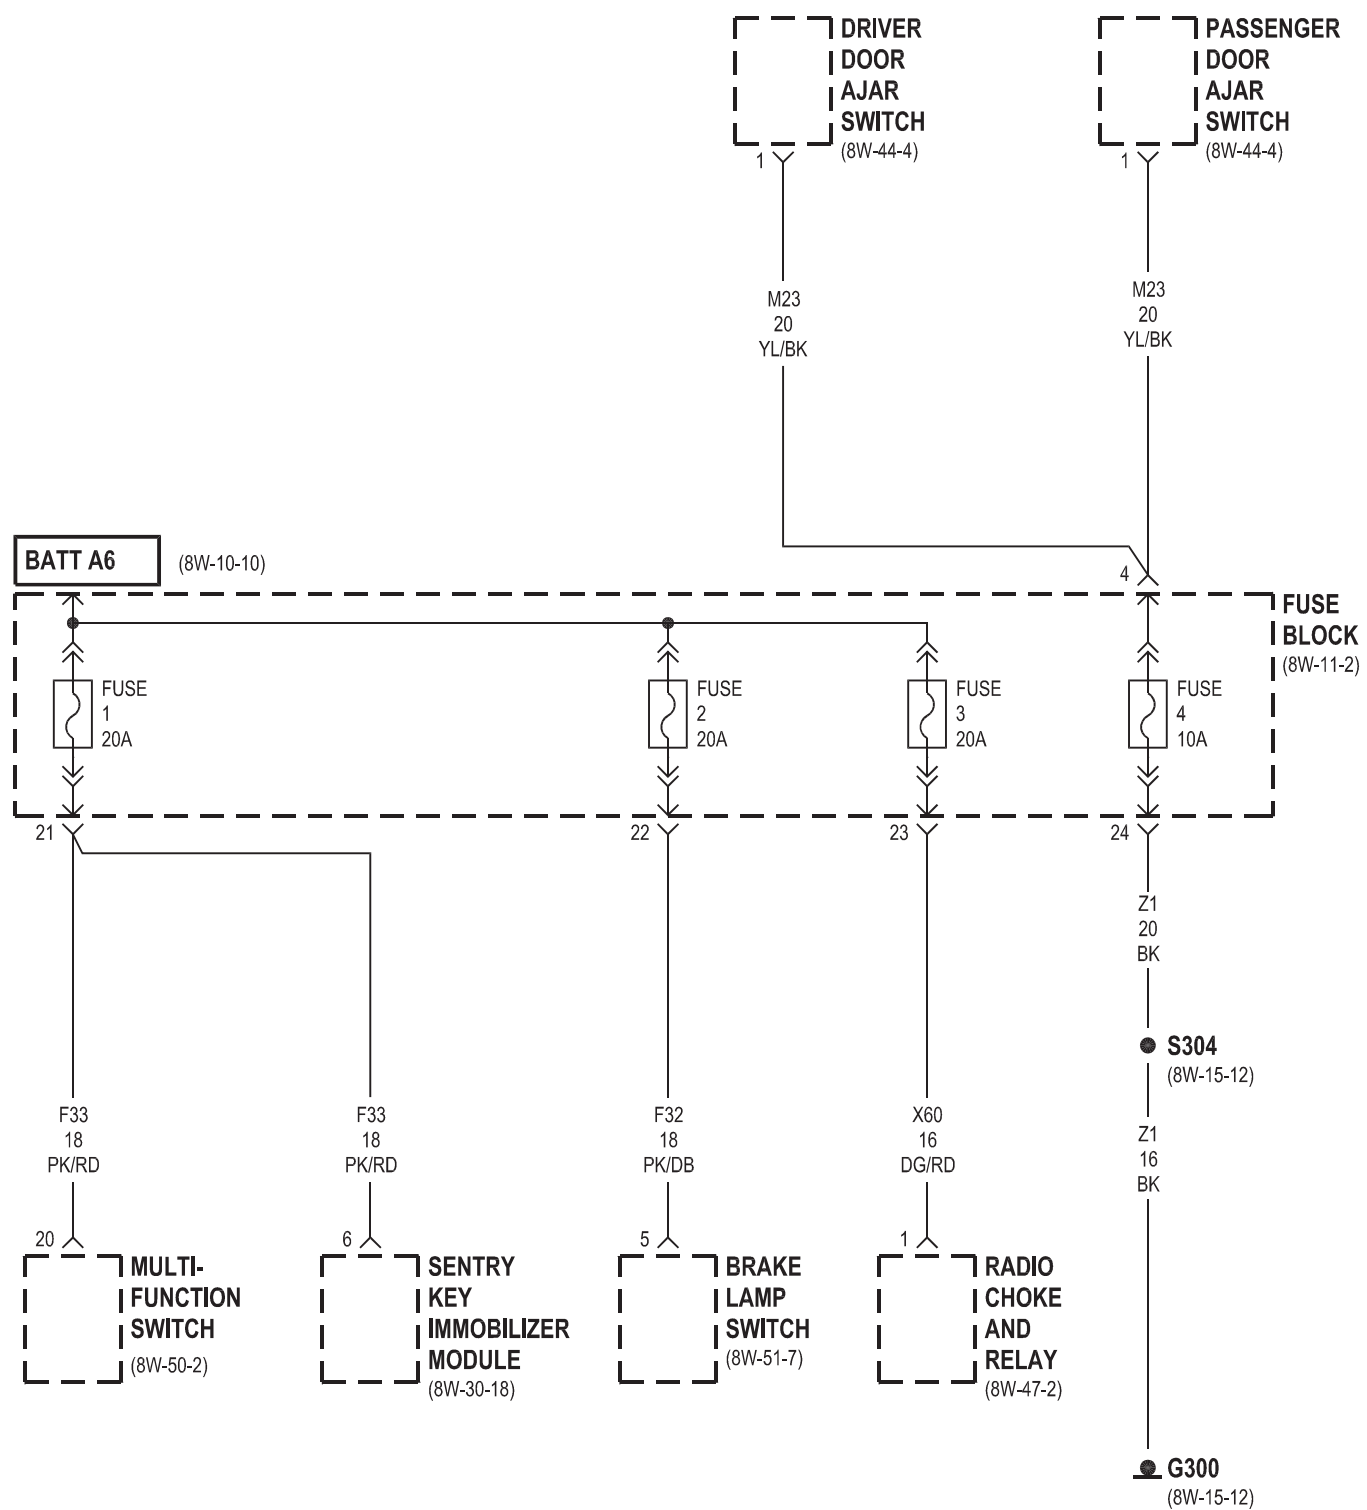 DRIVER
DOOR
AJAR
SWITCH
(8W-44-4)
1
PASSENGER
DOOR
AJAR
SWITCH
(8W-44-4)
1
M23
20
YL/BK
M23
20
YL/BK
BATT A6
(8W-10-10)
4
FUSE
BLOCK
(8W-11-2)
FUSE
1
20A
FUSE
2
20A
FUSE
3
20A
FUSE
4
10A
21
22
23
24
Z1
20
BK
S304
(8W-15-12)
F33
18
PK/RD
F33
18
PK/RD
F32
18
PK/DB
X60
16
DG/RD
Z1
16
BK
20
MULTI-
FUNCTION
SWITCH
(8W-50-2)
6
SENTRY
KEY
IMMOBILIZER
MODULE
(8W-30-18)
5
BRAKE
LAMP
SWITCH
(8W-51-7)
1
RADIO
CHOKE
AND
RELAY
(8W-47-2)
G300
(8W-15-12)